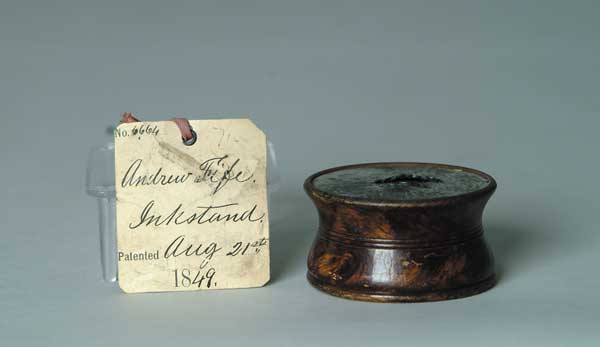 No. 6664
Andrew Fife.
Inkstand.
Patented Aug 21st
1849.